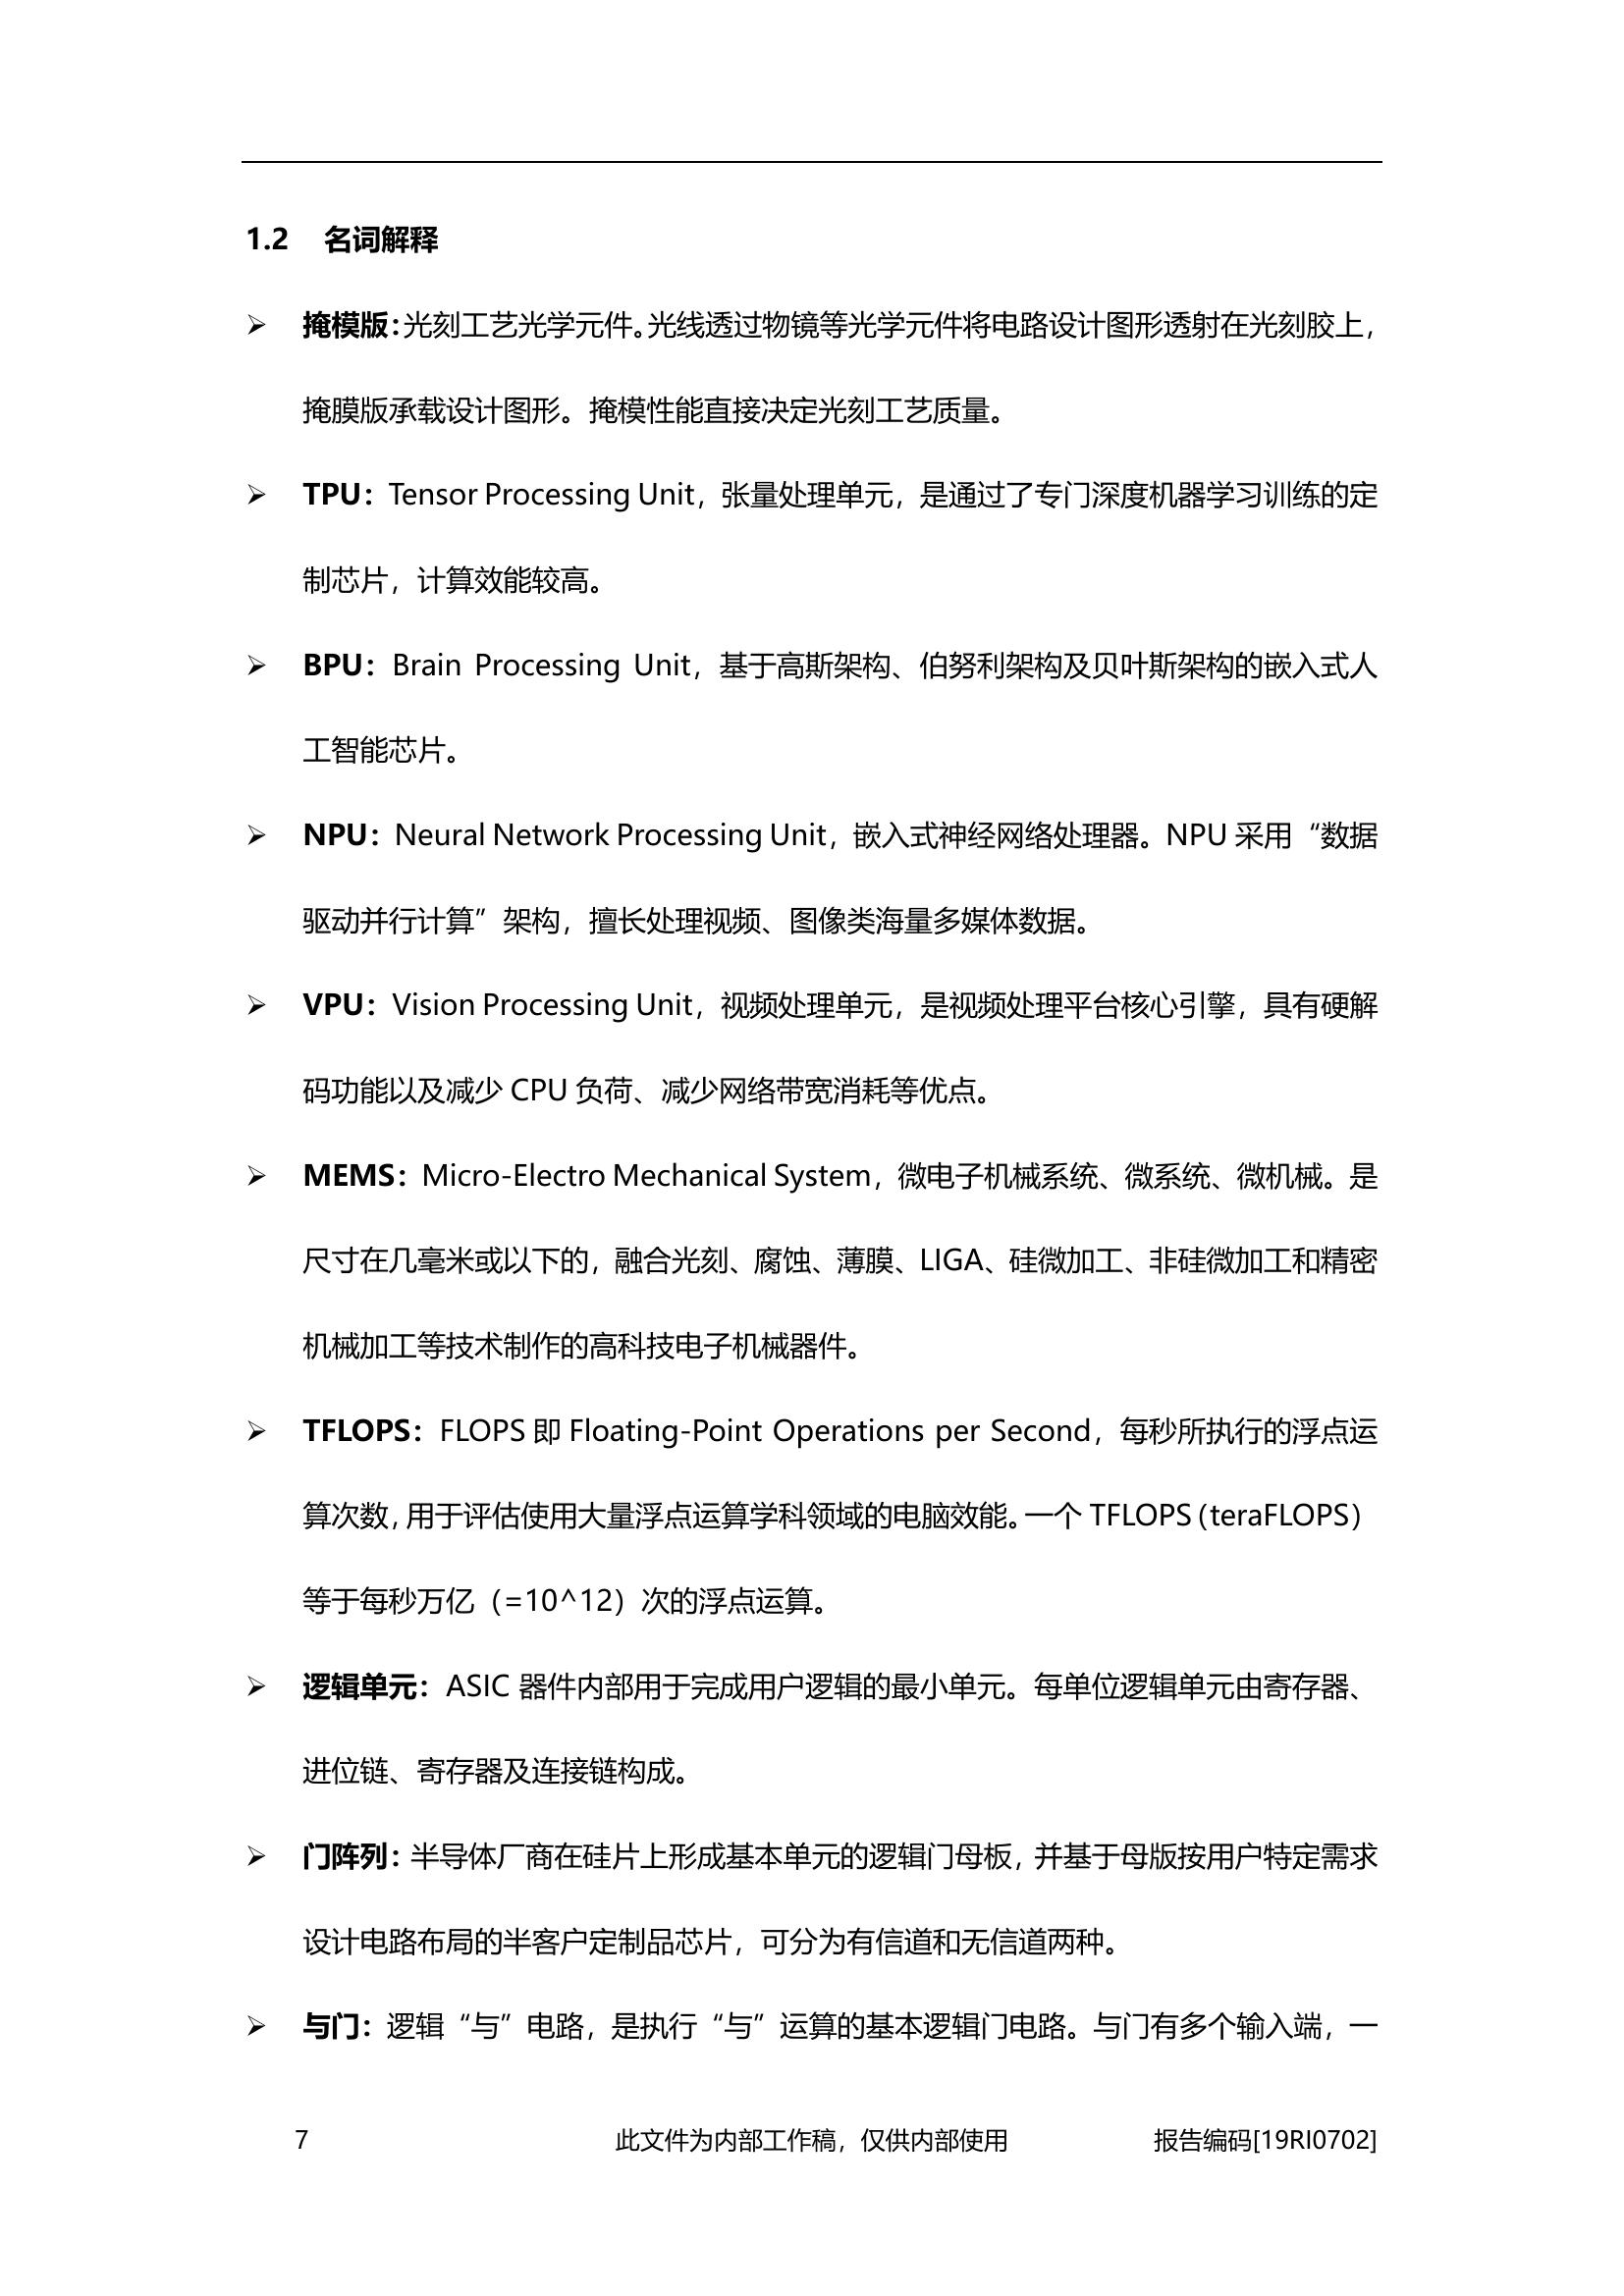 1.2 名词解释
➢ 掩模版：光刻工艺光学元件。光线透过物镜等光学元件将电路设计图形透射在光刻胶上，
掩膜版承载设计图形。掩模性能直接决定光刻工艺质量。
➢ TPU：Tensor Processing Unit，张量处理单元，是通过了专门深度机器学习训练的定
制芯片，计算效能较高。
➢ BPU：Brain Processing Unit，基于高斯架构、伯努利架构及贝叶斯架构的嵌入式人
工智能芯片。
➢ NPU：Neural Network Processing Unit，嵌入式神经网络处理器。NPU 采用“数据
驱动并行计算”架构，擅长处理视频、图像类海量多媒体数据。
➢ VPU：Vision Processing Unit，视频处理单元，是视频处理平台核心引擎，具有硬解
码功能以及减少 CPU 负荷、减少网络带宽消耗等优点。
➢ MEMS：Micro-Electro Mechanical System，微电子机械系统、微系统、微机械。是
尺寸在几毫米或以下的，融合光刻、腐蚀、薄膜、LIGA、硅微加工、非硅微加工和精密
机械加工等技术制作的高科技电子机械器件。
➢ TFLOPS：FLOPS 即 Floating-Point Operations per Second，每秒所执行的浮点运
算次数，用于评估使用大量浮点运算学科领域的电脑效能。一个 TFLOPS（teraFLOPS）
等于每秒万亿（=10^12）次的浮点运算。
➢ 逻辑单元：ASIC 器件内部用于完成用户逻辑的最小单元。每单位逻辑单元由寄存器、
进位链、寄存器及连接链构成。
➢ 门阵列：半导体厂商在硅片上形成基本单元的逻辑门母板，并基于母版按用户特定需求
设计电路布局的半客户定制品芯片，可分为有信道和无信道两种。
➢ 与门：逻辑“与”电路，是执行“与”运算的基本逻辑门电路。与门有多个输入端，一
7 此文件为内部工作稿，仅供内部使用 报告编码[19RI0702]